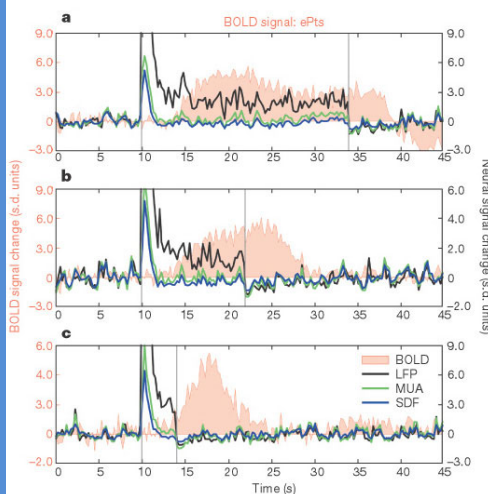 BOLD signal: ePts
a
9.0 9.0
6.0 6.0
3.0 3.0
0 0
−3.0 −3.0
0 5 10 15 20 25 30 35 40 45
b
9.0 6.0
6.0 4.0
3.0 2.0
0 0
−3.0 −2.0
0 5 10 15 20 25 30 35 40 45
c
6.0 9.0
BOLD
LFP
MUA
SDF
3.0 6.0
2.0 3.0
0 0
−2.0 −3.0
0 5 10 15 20 25 30 35 40 45
Time (s)
BOLD signal change (s.d. units)
Neural signal change (s.d. units)